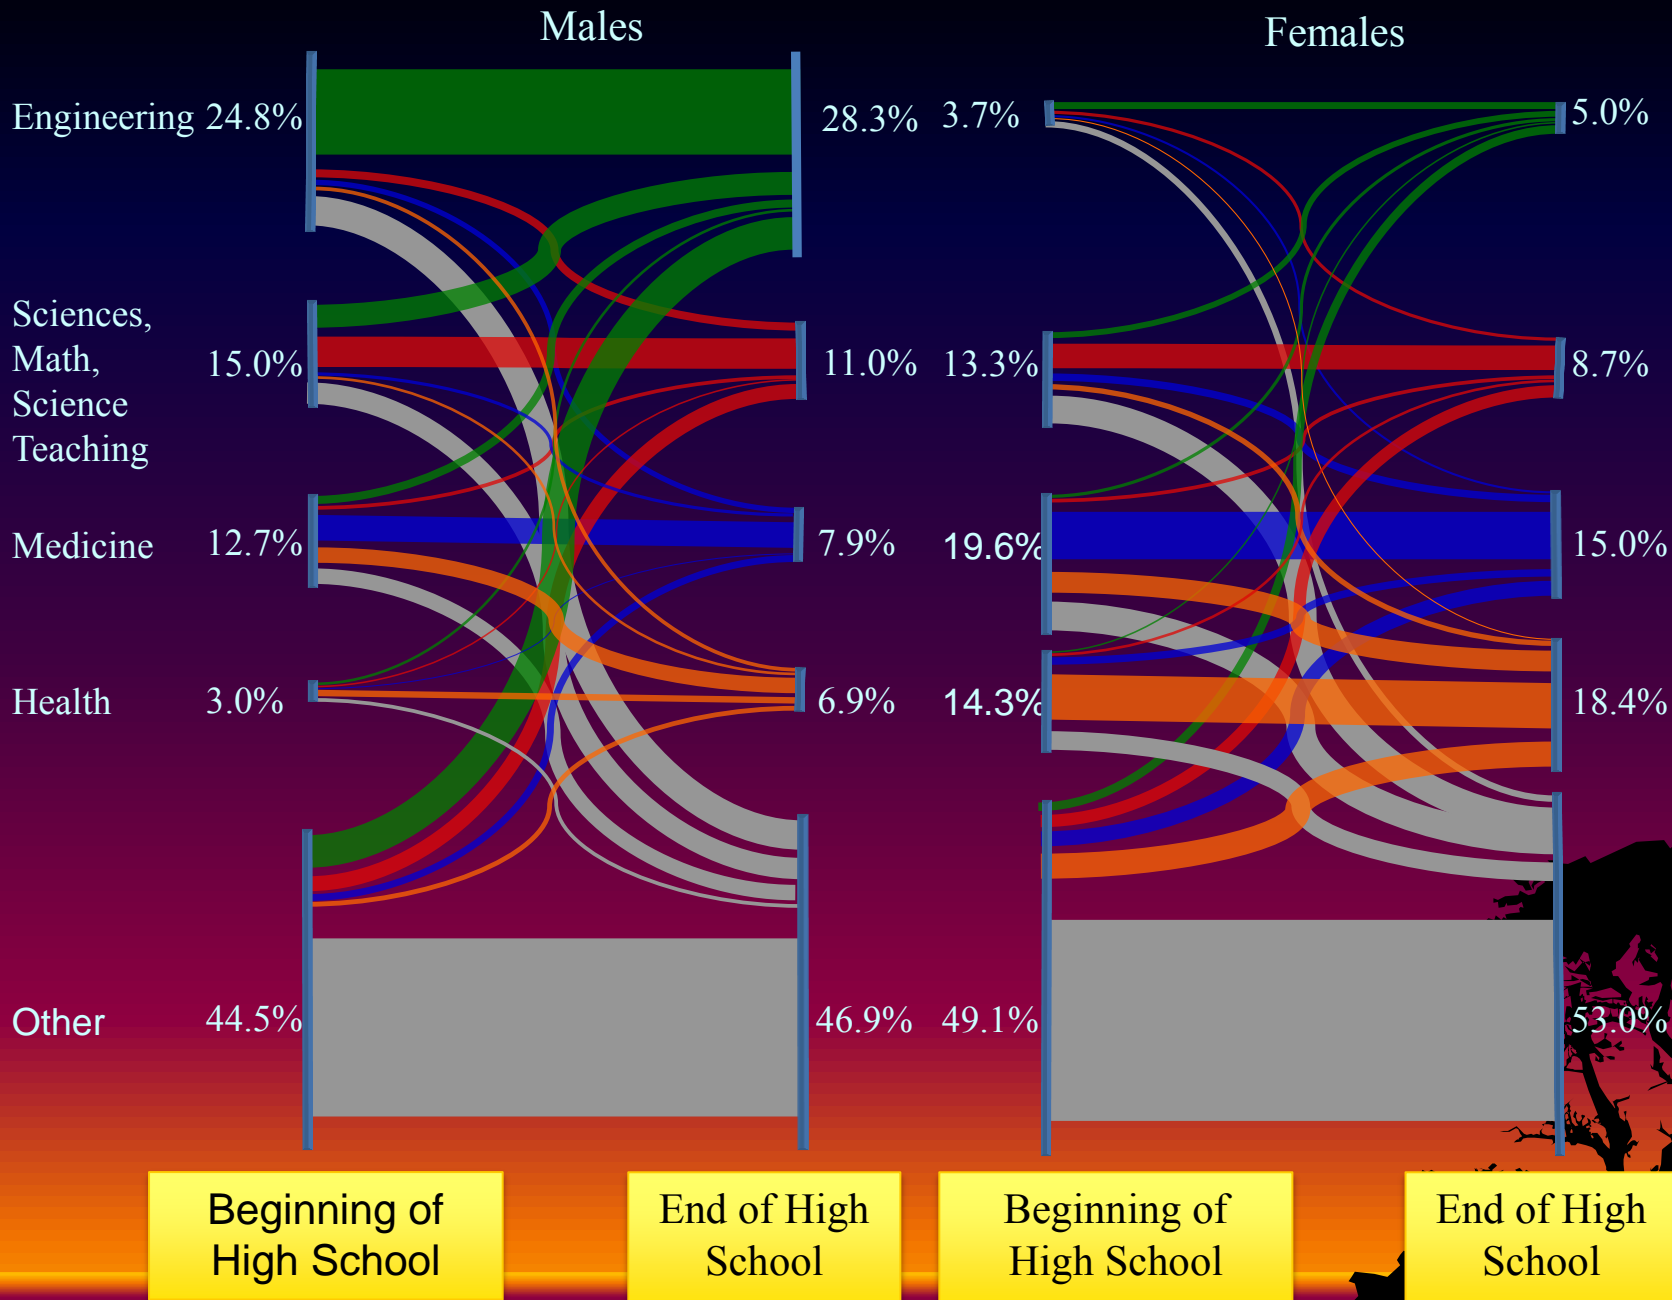 Males
Females
Engineering 24.8%
28.3%
3.7%
5.0%
Sciences,
Math,
Science
Teaching
15.0%
11.0%
13.3%
8.7%
Medicine
12.7%
7.9%
19.6%
15.0%
Health
3.0%
6.9%
14.3%
18.4%
Other
44.5%
46.9%
49.1%
53.0%
Beginning of
High School
End of High
School
Beginning of
High School
End of High
School